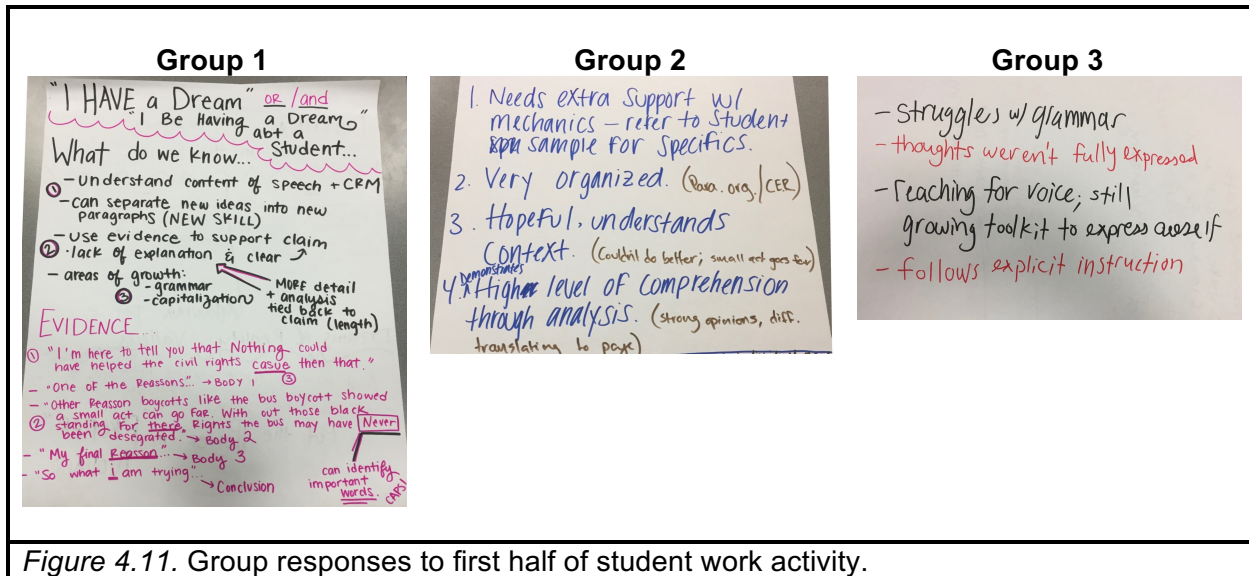 Group 1
"I HAVE a Dream" OR / and
"I Be Having a Dream"
abt a
Student...
What do we know...
① - Understand content of speech + CRM
- can separate new ideas into new
paragraphs (NEW SKILL)
- use evidence to support claim
② · lack of explanation & clear
- areas of growth:
- grammar
③ - capitalization
MORE detail
+ analysis
tied back to
claim (length)
EVIDENCE...
① "I'm here to tell you that Nothing could
have helped the civil rights casue then that."
③
- "One of the Reasons"... → Body 1
- "Other Reason boycotts like the bus boycott showed
a small act can go far. With out those black
② standing For there Rights the bus may have Never
been desegrated." → Body 2
- "My final Reasson"... → Body 3
- "So what i am trying"...
→ Conclusion
can identify
important
words.
CAPS!
Group 2
1. Needs extra support w/
mechanics – refer to student
sample for specifics.
2. Very organized. (Para. org./CER)
3. Hopeful, understands
context. (Could do better; small act goes far)
Demonstrates
4. Higher level of comprehension
through analysis. (strong opinions, diff.
translating to page)
Group 3
- Struggles w/ glammar
- thoughts weren't fully expressed
- reaching for voice; still
growing toolkit to express
- follows explicit instruction
Figure 4.11. Group responses to first half of student work activity.